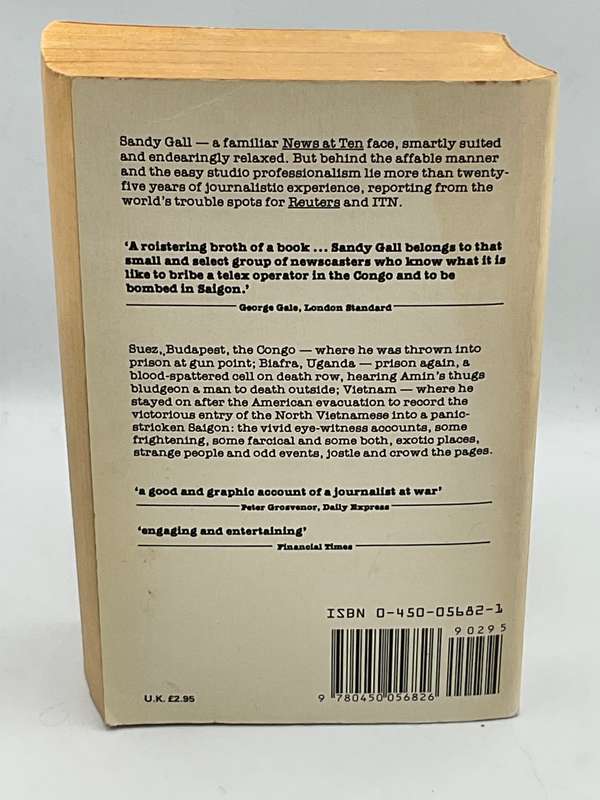 Sandy Gall — a familiar News at Ten face, smartly suited
and endearingly relaxed. But behind the affable manner
and the easy studio professionalism lie more than twenty-
five years of journalistic experience, reporting from the
world's trouble spots for Reuters and ITN.
'A roistering broth of a book ... Sandy Gall belongs to that
small and select group of newscasters who know what it is
like to bribe a telex operator in the Congo and to be
bombed in Saigon.'
George Gale, London Standard
Suez, Budapest, the Congo — where he was thrown into
prison at gun point; Biafra, Uganda — prison again, a
blood-spattered cell on death row, hearing Amin's thugs
bludgeon a man to death outside; Vietnam — where he
stayed on after the American evacuation to record the
victorious entry of the North Vietnamese into a panic-
stricken Saigon: the vivid eye-witness accounts, some
frightening, some farcical and some both, exotic places,
strange people and odd events, jostle and crowd the pages.
'a good and graphic account of a journalist at war'
Peter Grosvenor, Daily Express
'engaging and entertaining'
Financial Times
ISBN 0-450-05682-1
90295
9 780450 056826
U.K. £2.95